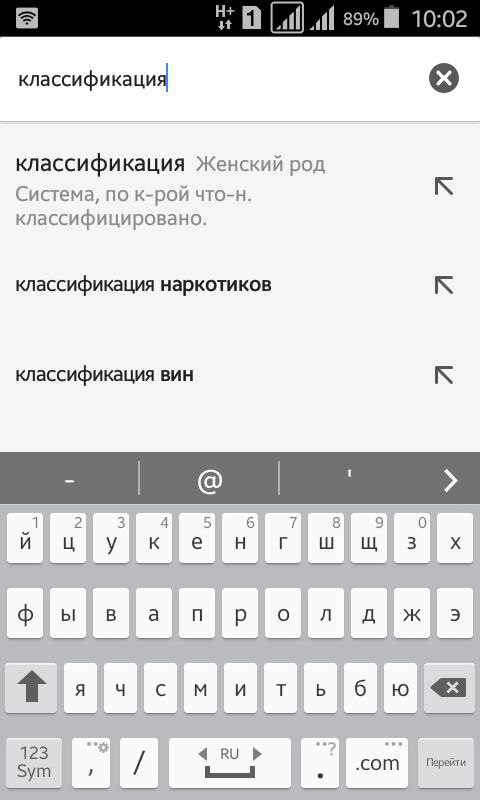 H+ 1 89% 10:02
классификация
классификация Женский род
Система, по к-рой что-н.
классифицировано.
классификация наркотиков
классификация вин
- @ '
1 2 3 4 5 6 7 8 9 0
й ц у к е н г ш щ з х
ф ы в а п р о л д ж э
я ч с м и т ь б ю
123 Sym , / RU . ? .com Перейти